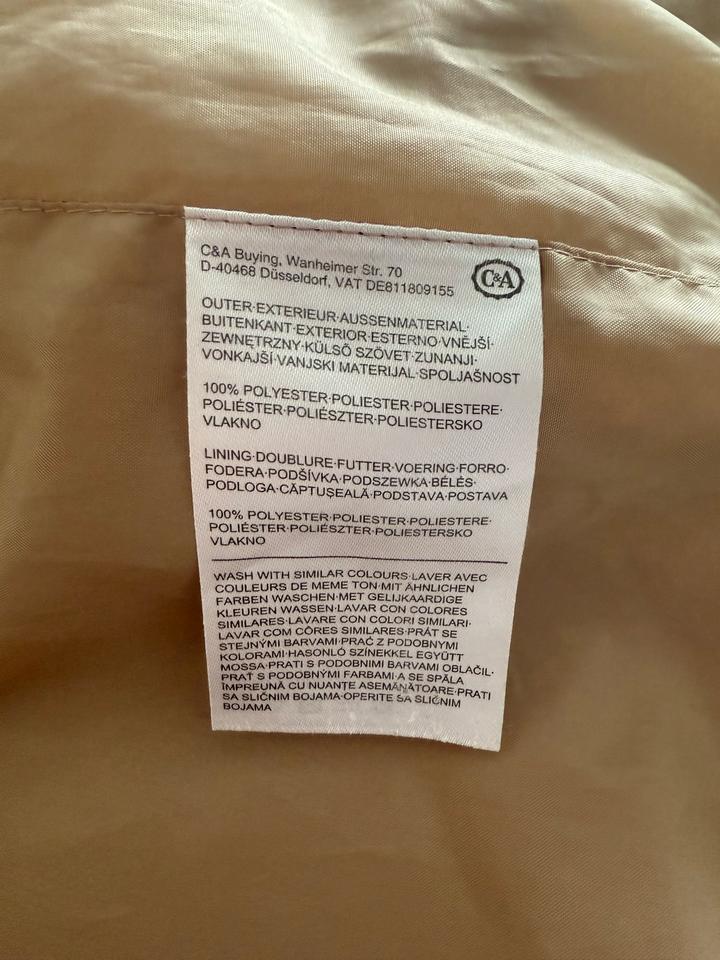 C&A Buying, Wanheimer Str. 70
D-40468 Düsseldorf, VAT DE811809155
C&A
OUTER·EXTERIEUR·AUSSENMATERIAL·
BUITENKANT·EXTERIOR·ESTERNO·VNĚJŠÍ·
ZEWNĘTRZNY·KÜLSŐ SZÖVET·ZUNANJI·
VONKAJŠÍ·VANJSKI MATERIJAL·SPOLJAŠNOST
100% POLYESTER·POLIESTER·POLIESTERE·
POLIÉSTER·POLIÉSZTER·POLIESTERSKO
VLAKNO
LINING·DOUBLURE·FUTTER·VOERING·FORRO·
FODERA·PODŠÍVKA·PODSZEWKA·BÉLÉS·
PODLOGA·CĂPTUŞEALĂ·PODSTAVA·POSTAVA
100% POLYESTER·POLIESTER·POLIESTERE·
POLIÉSTER·POLIÉSZTER·POLIESTERSKO
VLAKNO
WASH WITH SIMILAR COLOURS·LAVER AVEC
COULEURS DE MEME TON·MIT ÄHNLICHEN
FARBEN WASCHEN·MET GELIJKAARDIGE
KLEUREN WASSEN·LAVAR CON COLORES
SIMILARES·LAVARE CON COLORI SIMILARI·
LAVAR COM CÔRES SIMILARES·PRÁT SE
STEJNÝMI BARVAMI·PRAĆ Z PODOBNYMI
KOLORAMI·HASONLÓ SZÍNEKKEL EGYÜTT
MOSSA·PRATI S PODOBNIMI BARVAMI OBLAČIL·
PRAŤ S PODOBNÝMI FARBAMI·A SE SPĂLA
ÎMPREUNĂ CU NUANŢE ASEMĂNĂTOARE·PRATI
SA SLIČNIM BOJAMA·OPERITE SA SLIČNIM
BOJAMA